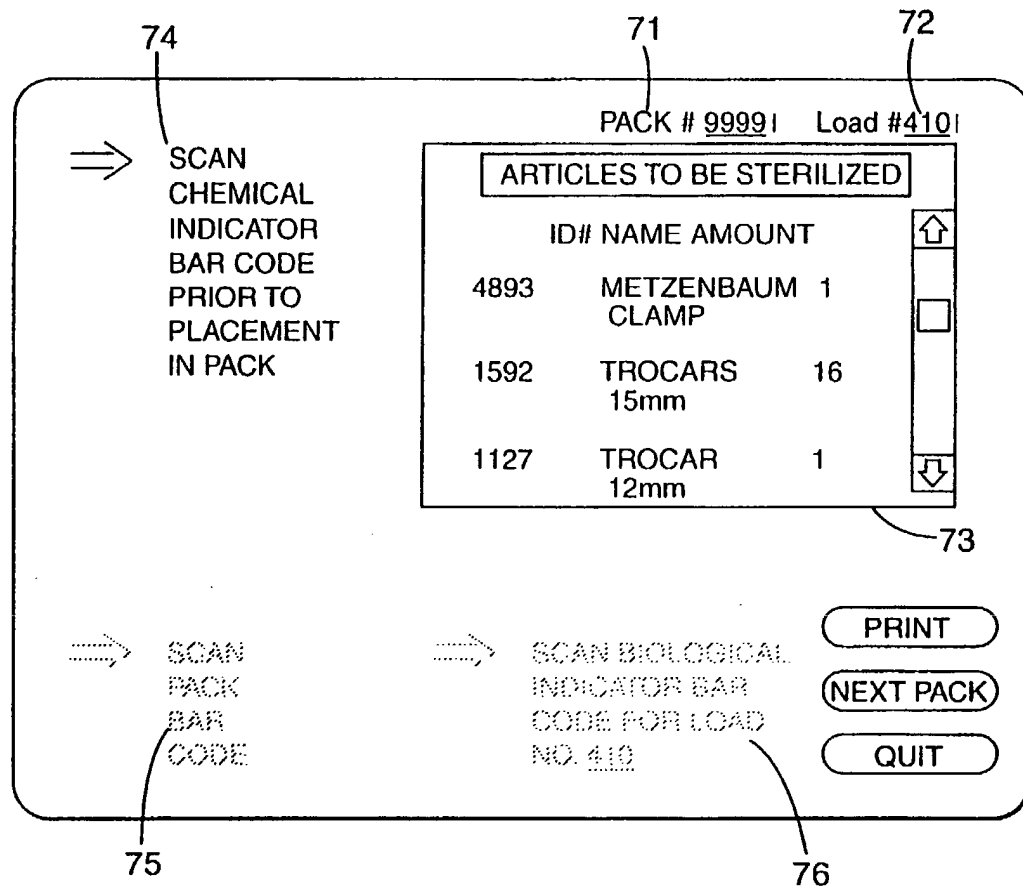 74
71
72
PACK # 9999 Load #410
SCAN
CHEMICAL
INDICATOR
BAR CODE
PRIOR TO
PLACEMENT
IN PACK
ARTICLES TO BE STERILIZED
ID# NAME AMOUNT
4893 METZENBAUM 1
CLAMP
1592 TROCARS 16
15mm
1127 TROCAR 1
12mm
73
SCAN
PACK
BAR
CODE
SCAN BIOLOGICAL
INDICATOR BAR
CODE FOR LOAD
NO. 410
PRINT
NEXT PACK
QUIT
75
76